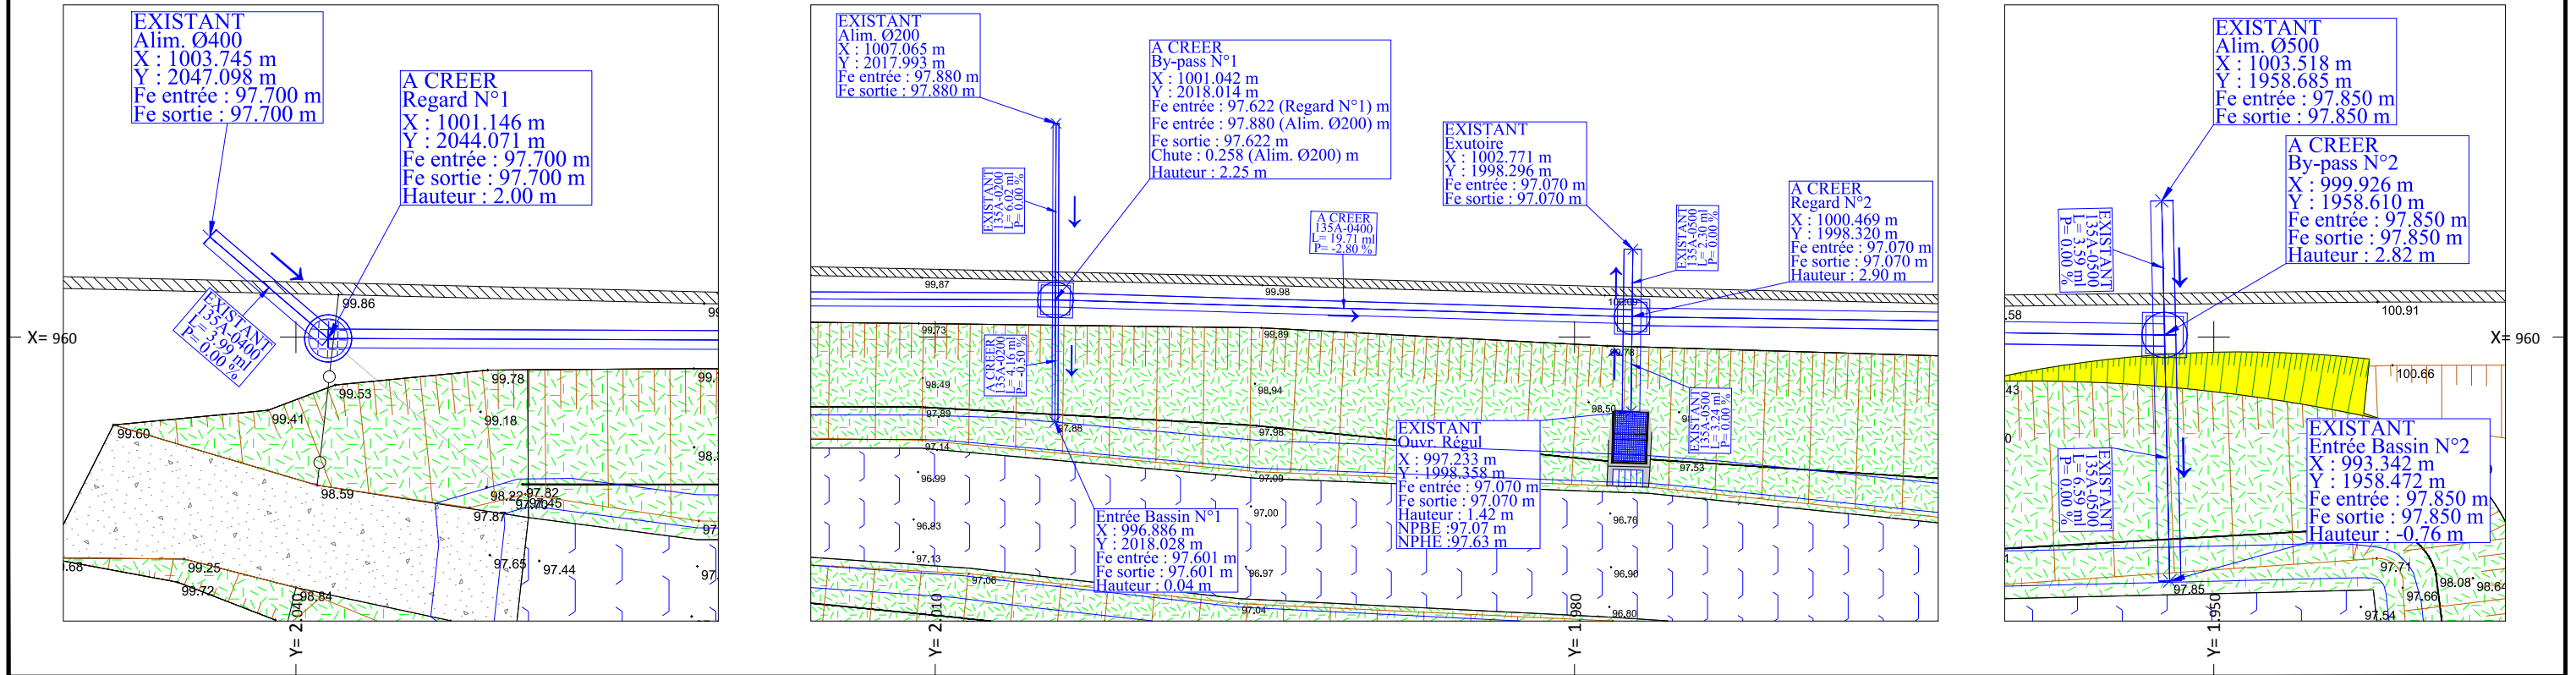 EXISTANT
Alim. Ø400
X : 1003.745 m
Y : 2047.098 m
Fe entrée : 97.700 m
Fe sortie : 97.700 m
A CREER
Regard N°1
X : 1001.146 m
Y : 2044.071 m
Fe entrée : 97.700 m
Fe sortie : 97.700 m
Hauteur : 2.00 m
EXISTANT
135A-0400
L= 3.99 ml
P= 0.00 %
X= 960
99.86
99.53
99.78
99.41
99.18
99.60
98.59
98.22
97.82
97.87
97.65
97.44
99.25
99.72
98.84
.68
Y= 2.040
EXISTANT
Alim. Ø200
X : 1007.065 m
Y : 2017.993 m
Fe entrée : 97.880 m
Fe sortie : 97.880 m
A CREER
By-pass N°1
X : 1001.042 m
Y : 2018.014 m
Fe entrée : 97.622 (Regard N°1) m
Fe entrée : 97.880 (Alim. Ø200) m
Fe sortie : 97.622 m
Chute : 0.258 (Alim. Ø200) m
Hauteur : 2.25 m
EXISTANT
135A-0200
L= 6.02 ml
P= 0.00 %
A CREER
135A-0400
L= 19.71 ml
P= -2.80 %
EXISTANT
Exutoire
X : 1002.771 m
Y : 1998.296 m
Fe entrée : 97.070 m
Fe sortie : 97.070 m
EXISTANT
135A-0500
L= 2.30 ml
P= 0.00 %
A CREER
Regard N°2
X : 1000.469 m
Y : 1998.320 m
Fe entrée : 97.070 m
Fe sortie : 97.070 m
Hauteur : 2.90 m
99.87
99.98
99.73
99.89
A CREER
135A-0200
L= 4.16 ml
P= -0.50 %
98.49
98.94
98.50
97.89
97.88
97.98
97.14
97.09
97.53
96.99
97.00
96.76
96.93
97.13
97.06
96.97
96.90
97.04
96.80
EXISTANT
135A-0500
L= 3.24 ml
P= 0.00 %
EXISTANT
Ouvr. Régul
X : 997.233 m
Y : 1998.358 m
Fe entrée : 97.070 m
Fe sortie : 97.070 m
Hauteur : 1.42 m
NPBE :97.07 m
NPHE :97.63 m
Entrée Bassin N°1
X : 996.886 m
Y : 2018.028 m
Fe entrée : 97.601 m
Fe sortie : 97.601 m
Hauteur : 0.04 m
Y= 2.010
Y= 1.980
EXISTANT
Alim. Ø500
X : 1003.518 m
Y : 1958.685 m
Fe entrée : 97.850 m
Fe sortie : 97.850 m
A CREER
By-pass N°2
X : 999.926 m
Y : 1958.610 m
Fe entrée : 97.850 m
Fe sortie : 97.850 m
Hauteur : 2.82 m
EXISTANT
135A-0500
L= 3.59 ml
P= 0.00 %
.58
100.91
X= 960
100.66
43
EXISTANT
135A-0500
L= 6.59 ml
P= 0.00 %
EXISTANT
Entrée Bassin N°2
X : 993.342 m
Y : 1958.472 m
Fe entrée : 97.850 m
Fe sortie : 97.850 m
Hauteur : -0.76 m
97.71
98.08
98.64
97.85
97.66
97.54
Y= 1.950